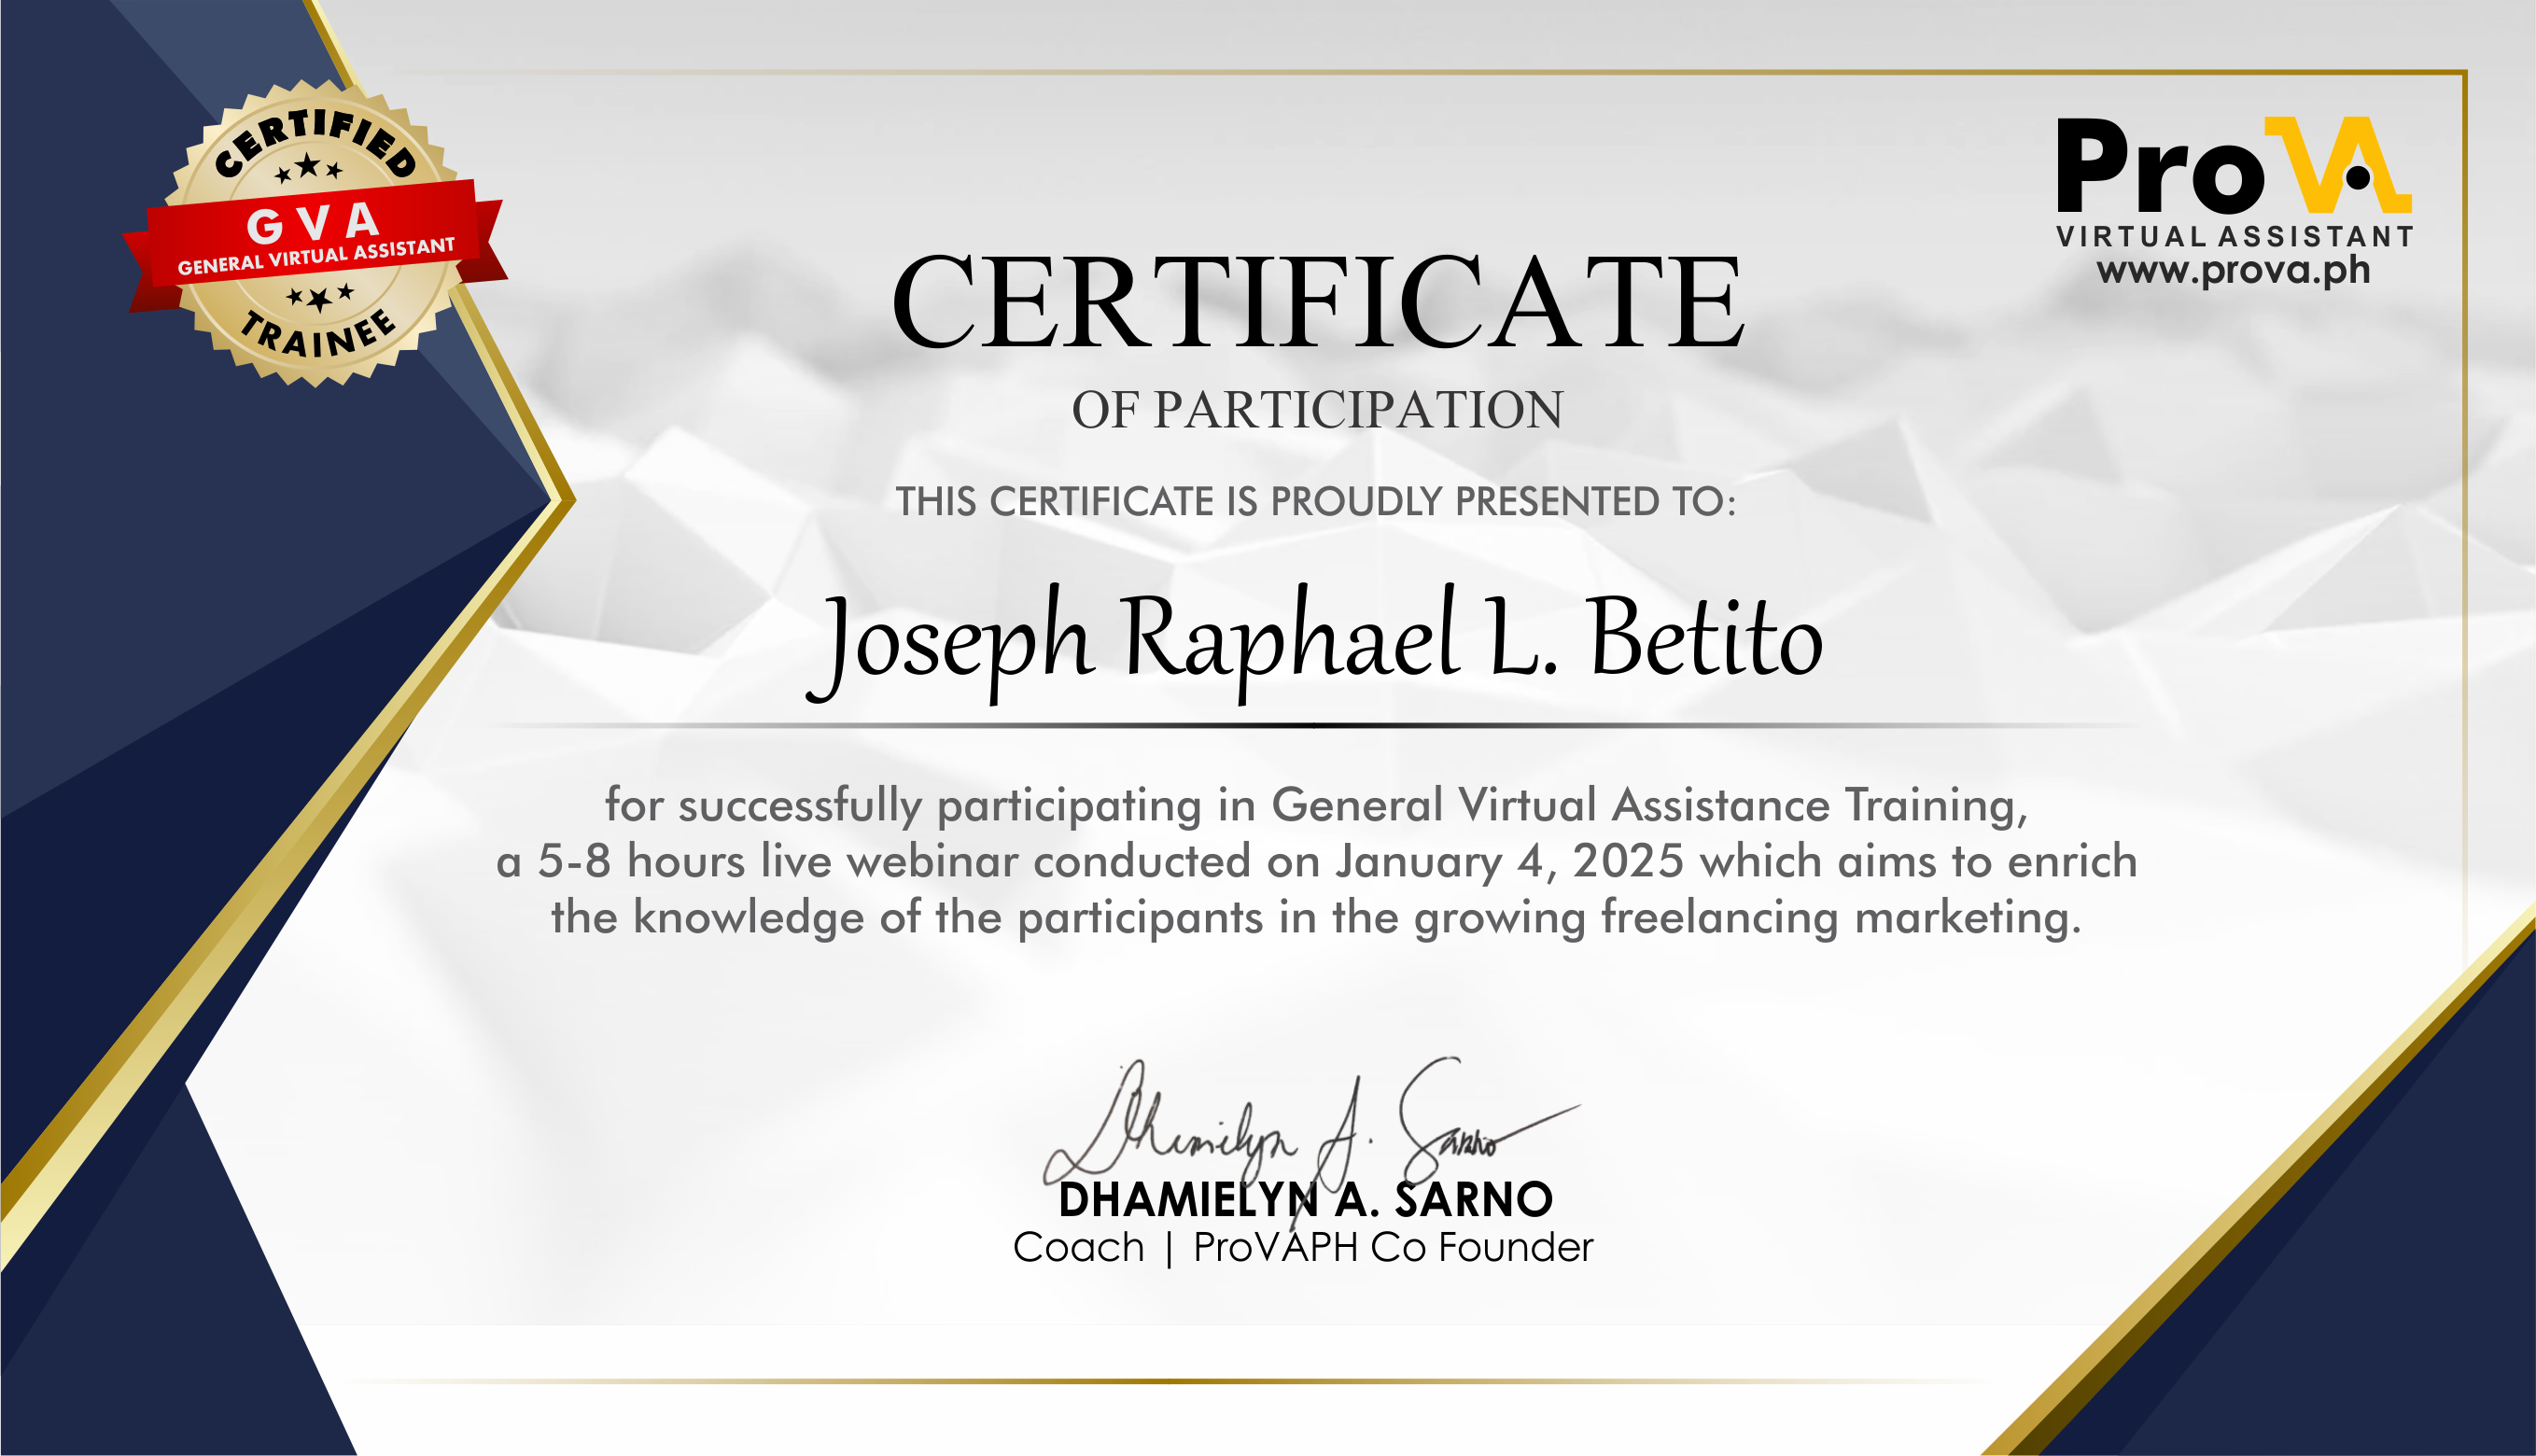 CERTIFIED
GVA
GENERAL VIRTUAL ASSISTANT
TRAINEE
ProVA
VIRTUAL ASSISTANT
www.prova.ph
CERTIFICATE
OF PARTICIPATION
THIS CERTIFICATE IS PROUDLY PRESENTED TO:
Joseph Raphael L. Betito
for successfully participating in General Virtual Assistance Training,
a 5-8 hours live webinar conducted on January 4, 2025 which aims to enrich
the knowledge of the participants in the growing freelancing marketing.
Dhamielyn A. Sarno
DHAMIELYN A. SARNO
Coach | ProVAPH Co Founder